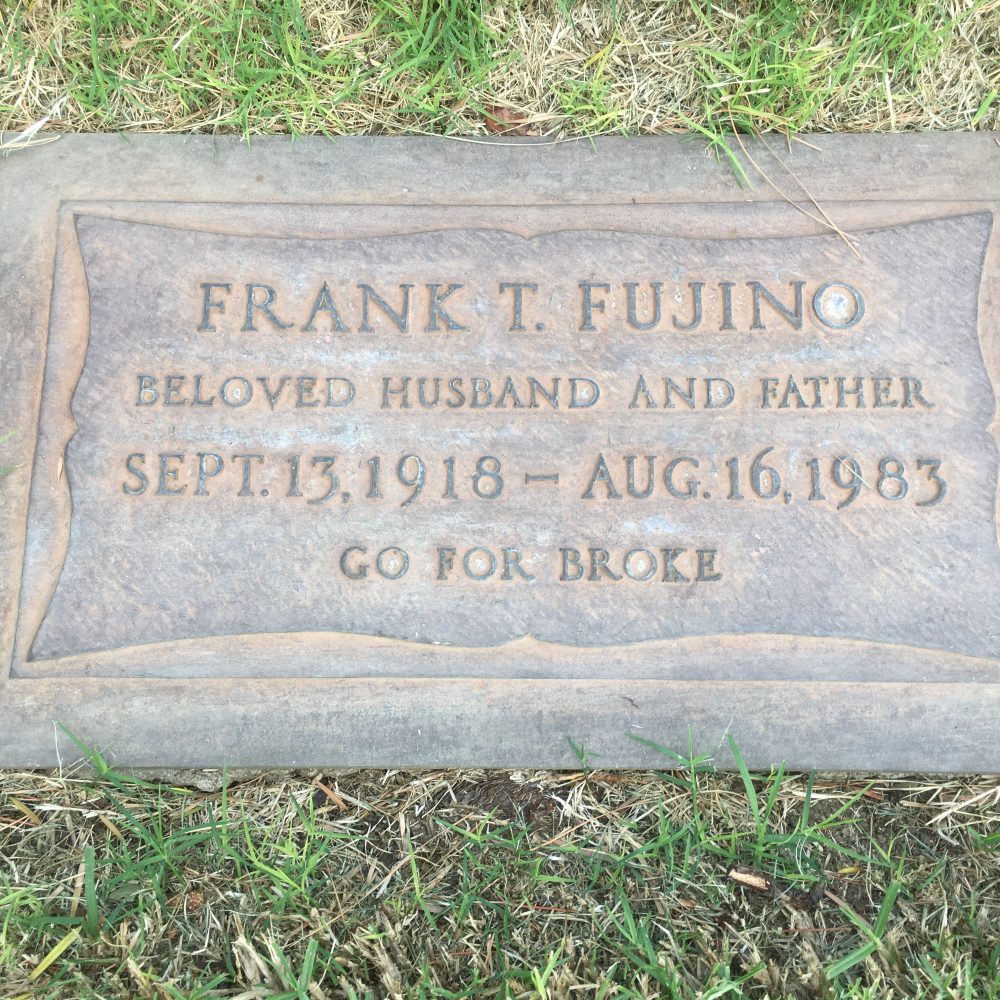 FRANK T. FUJINO
BELOVED HUSBAND AND FATHER
SEPT. 13, 1918 – AUG. 16, 1983
GO FOR BROKE